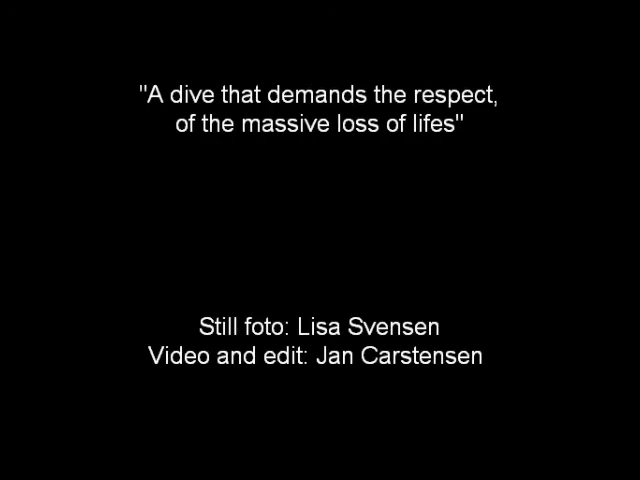 "A dive that demands the respect,
of the massive loss of lifes"
Still foto: Lisa Svensen
Video and edit: Jan Carstensen